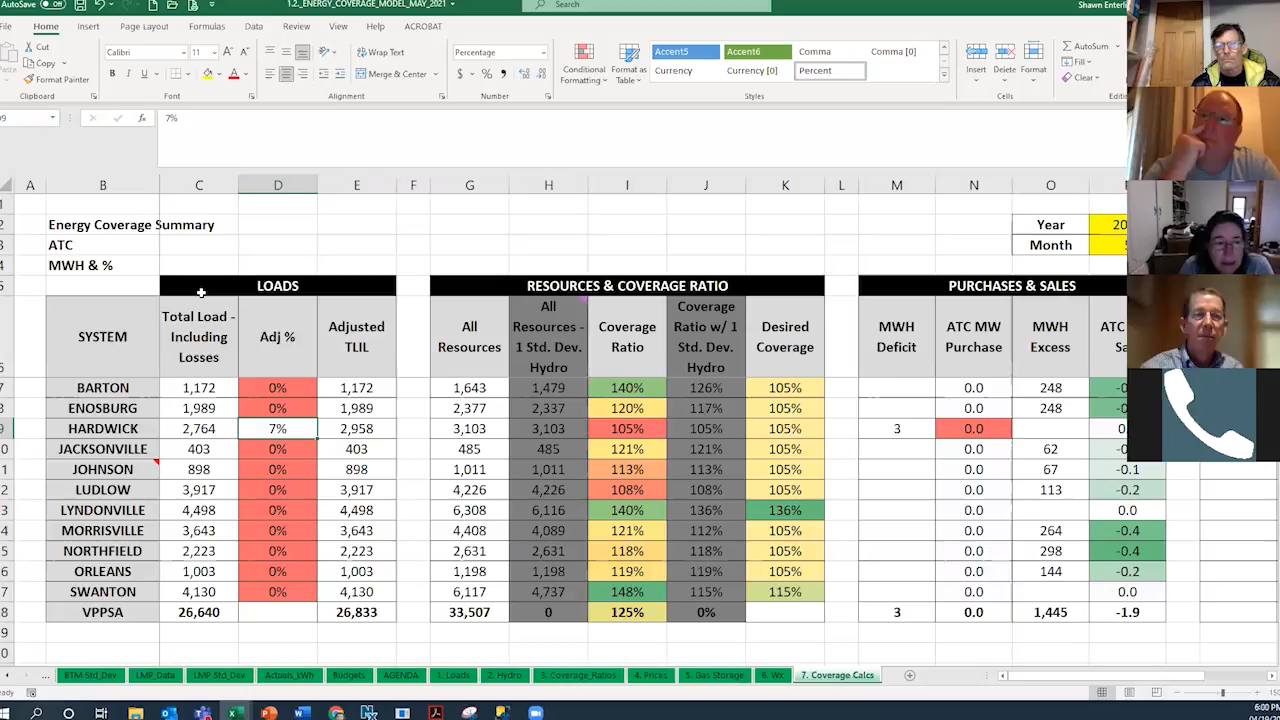 AutoSave
1.2_ENERGY_COVERAGE_MODEL_MAY_2021
Search
Shawn Enterli
File Home Insert Page Layout Formulas Data Review View Help ACROBAT
Cut
Copy
Format Painter
Clipboard
Calibri 11
B I U
Font
Wrap Text
Merge & Center
Alignment
Percentage
$ % ,
Number
Conditional Formatting
Format as Table
Accent5 Accent6 Comma Comma [0]
Currency Currency [0] Percent
Styles
Insert Delete Format
Cells
AutoSum
Fill
Clear
7%
A B C D E F G H I J K L M N O
Energy Coverage Summary
ATC
MWH & %
Year 20
Month 5
LOADS RESOURCES & COVERAGE RATIO PURCHASES & SALES
SYSTEM
Total Load - Including Losses
Adj %
Adjusted TLIL
All Resources
All Resources - 1 Std. Dev. Hydro
Coverage Ratio
Coverage Ratio w/ 1 Std. Dev. Hydro
Desired Coverage
MWH Deficit
ATC MW Purchase
MWH Excess
ATC
Sa
BARTON 1,172 0% 1,172 1,643 1,479 140% 126% 105% 0.0 248 -0
ENOSBURG 1,989 0% 1,989 2,377 2,337 120% 117% 105% 0.0 248 -0
HARDWICK 2,764 7% 2,958 3,103 3,103 105% 105% 105% 3 0.0 0
JACKSONVILLE 403 0% 403 485 485 121% 121% 105% 0.0 62
JOHNSON 898 0% 898 1,011 1,011 113% 113% 105% 0.0 67 -0.1
LUDLOW 3,917 0% 3,917 4,226 4,226 108% 108% 105% 0.0 113 -0.2
LYNDONVILLE 4,498 0% 4,498 6,308 6,116 140% 136% 136% 0.0 0.0
MORRISVILLE 3,643 0% 3,643 4,408 4,089 121% 112% 105% 0.0 264 -0.4
NORTHFIELD 2,223 0% 2,223 2,631 2,631 118% 118% 105% 0.0 298 -0.4
ORLEANS 1,003 0% 1,003 1,198 1,198 119% 119% 105% 0.0 144 -0.2
SWANTON 4,130 0% 4,130 6,117 4,737 148% 115% 115% 0.0 0.0
VPPSA 26,640 26,833 33,507 0 125% 0% 3 0.0 1,445 -1.9
... BTM Std_Dev LMP_Data LMP Std_Dev Actuals_kWh Budgets AGENDA 1. Loads 2. Hydro 3. Coverage_Ratios 4. Prices 5. Gas Storage 6. Wx 7. Coverage Calcs
6:00 PM